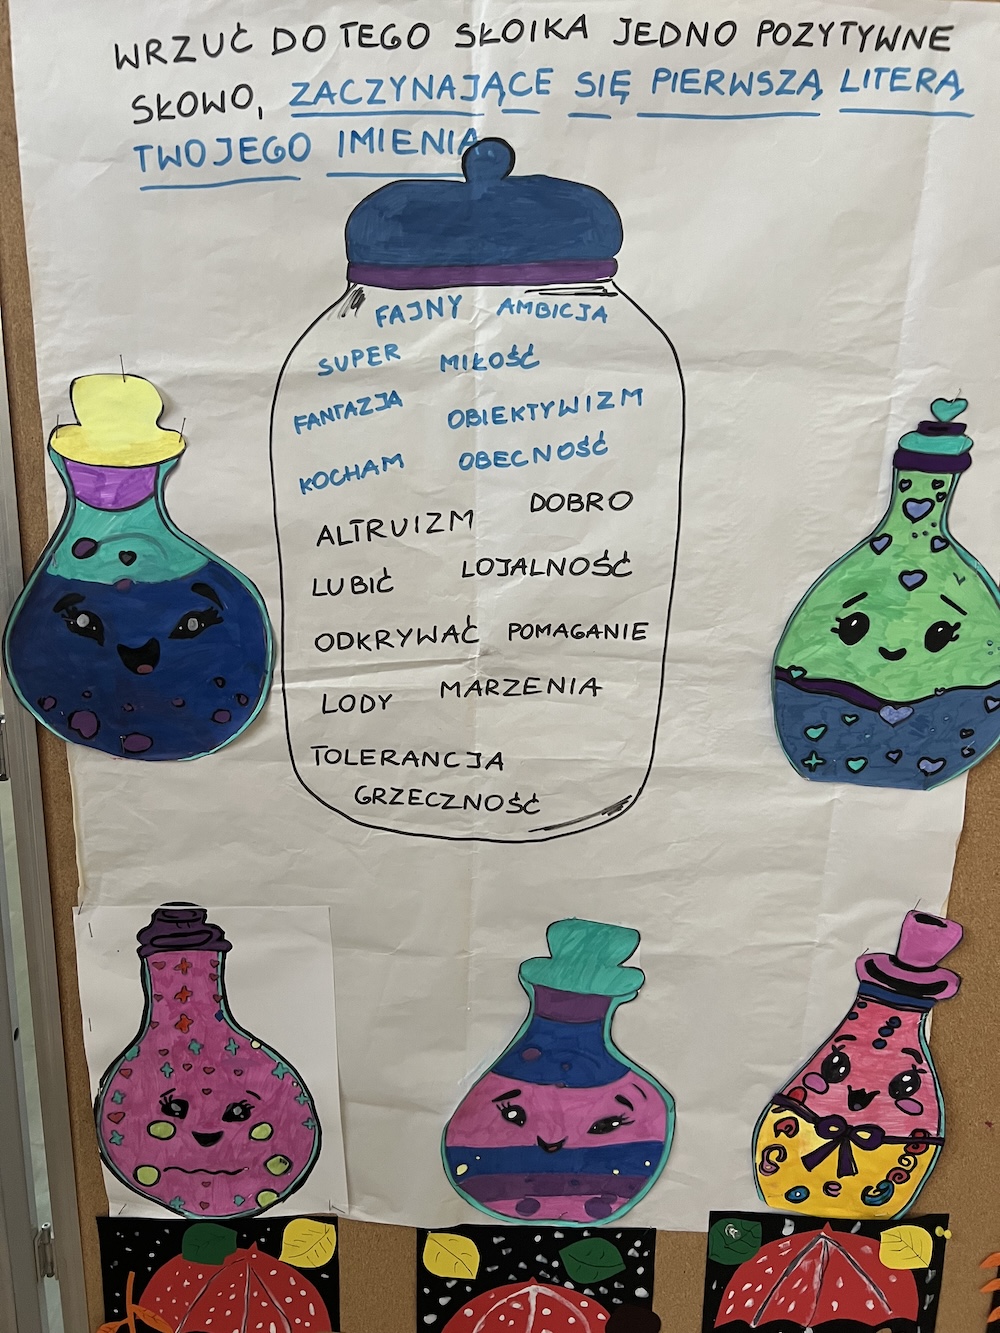 WRZUĆ DO TEGO SŁOIKA JEDNO POZYTYWNE
SŁOWO, ZACZYNAJĄCE SIĘ PIERWSZĄ LITERĄ
TWOJEGO IMIENIA
FAJNY AMBICJA
SUPER MIŁOŚĆ
FANTAZJA OBIEKTYWIZM
KOCHAM OBECNOŚĆ
ALTRUIZM DOBRO
LUBIĆ LOJALNOŚĆ
ODKRYWAĆ POMAGANIE
LODY MARZENIA
TOLERANCJA
GRZECZNOŚĆ